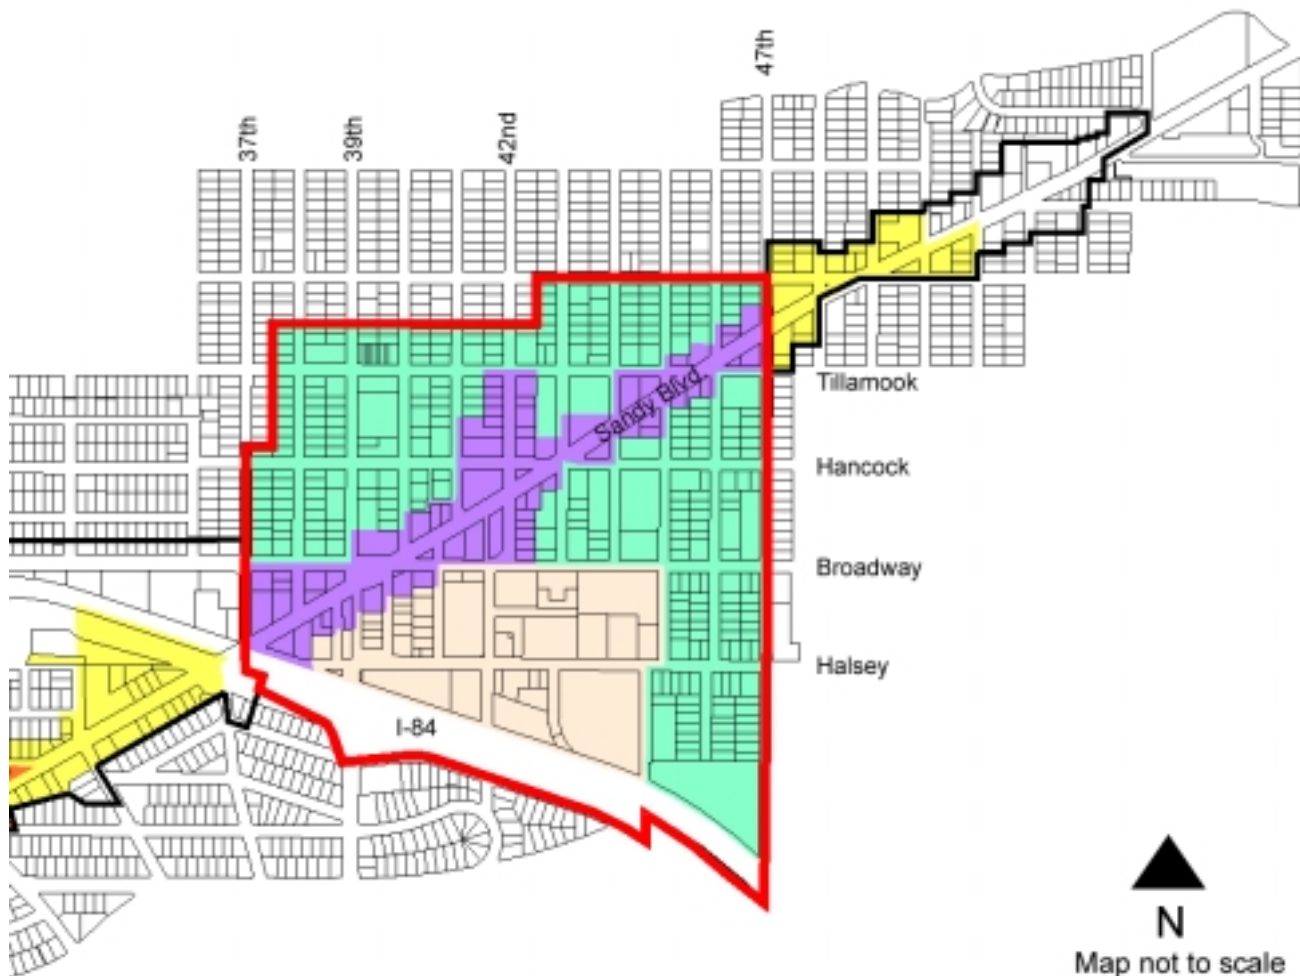 47th
37th
39th
42nd
Sandy Blvd.
Tillamook
Hancock
Broadway
Halsey
I-84
N
Map not to scale